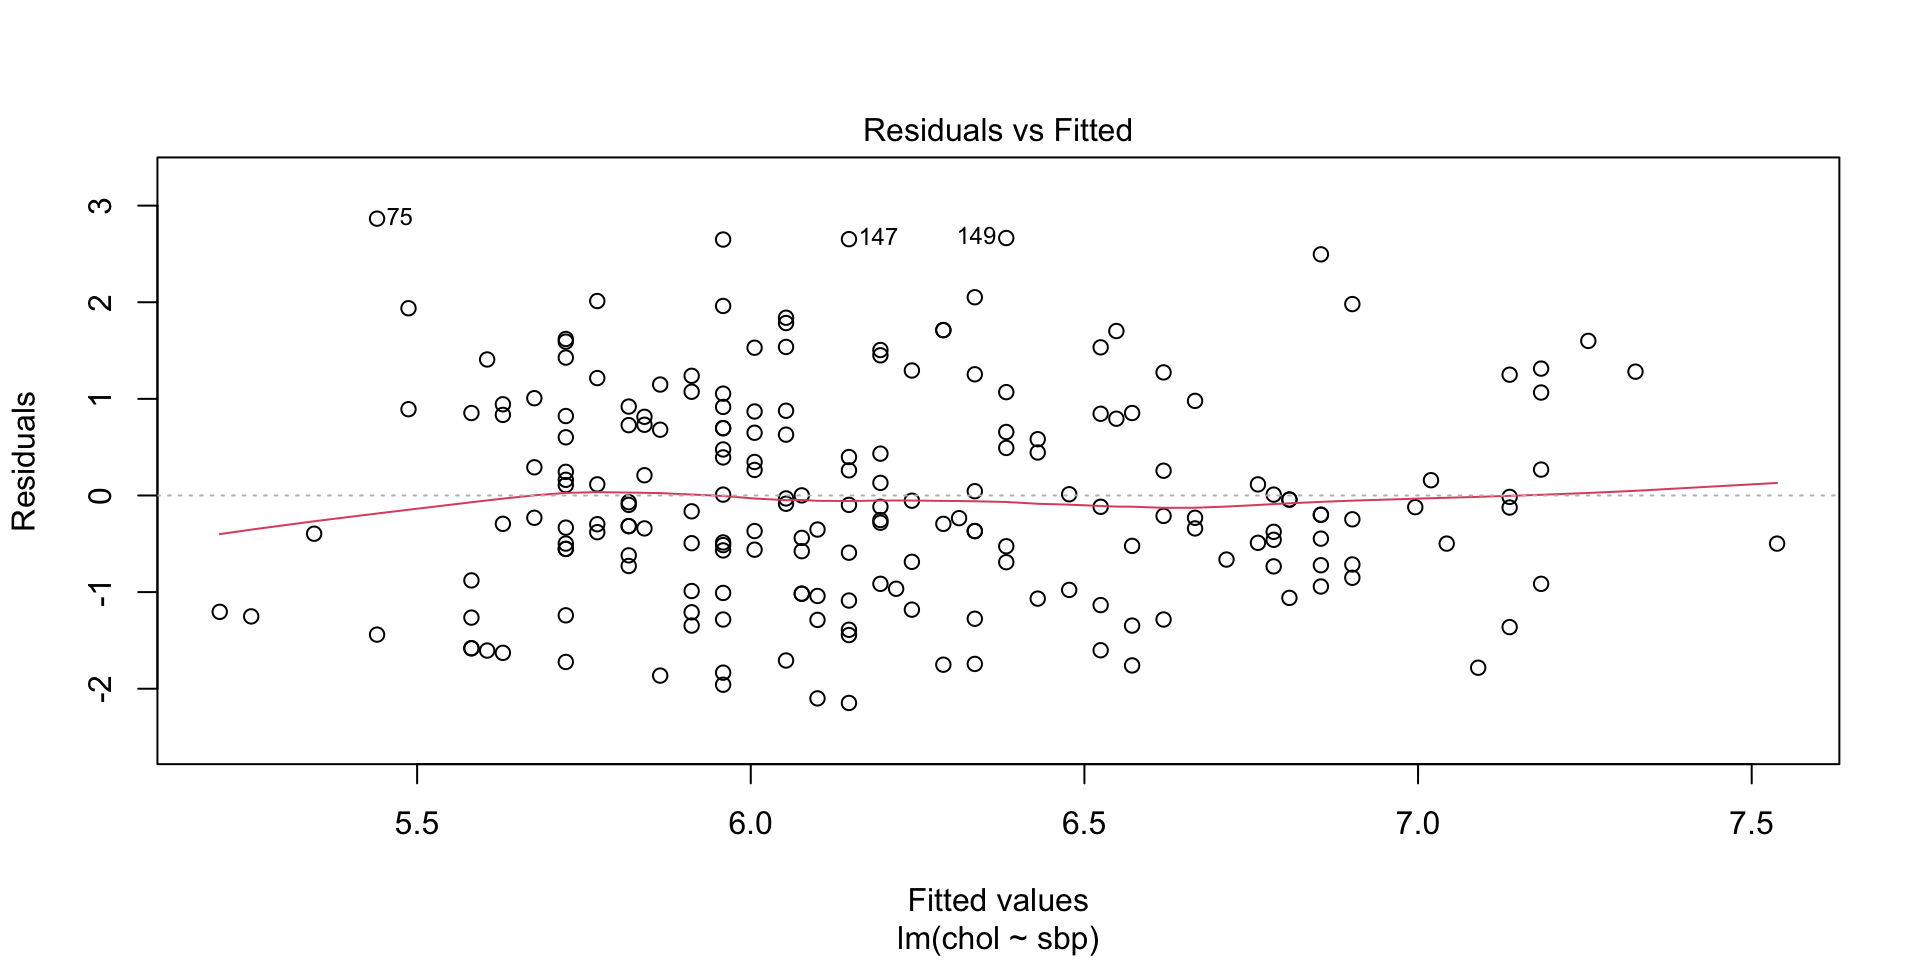 Residuals vs Fitted
Residuals
3
2
1
0
-1
-2
75
147
149
5.5 6.0 6.5 7.0 7.5
Fitted values
lm(chol ~ sbp)